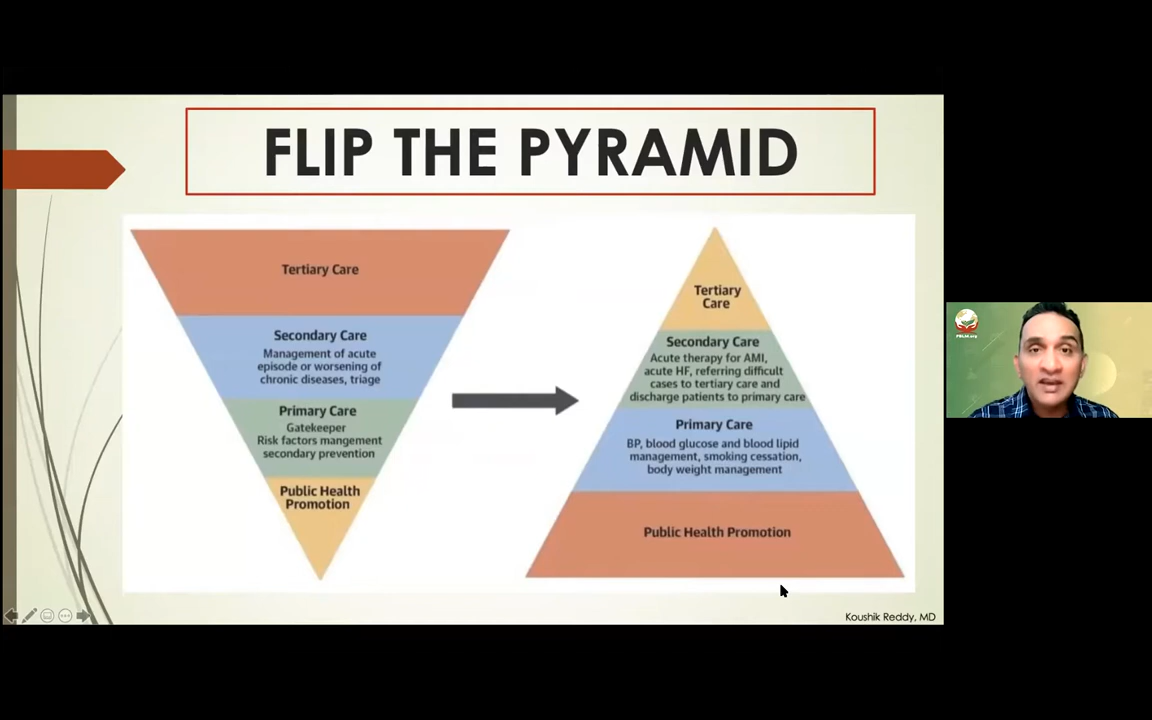 FLIP THE PYRAMID
Tertiary Care
Secondary Care
Management of acute
episode or worsening of
chronic diseases, triage
Primary Care
Gatekeeper
Risk factors mangement
secondary prevention
Public Health
Promotion
Tertiary
Care
Secondary Care
Acute therapy for AMI,
acute HF, referring difficult
cases to tertiary care and
discharge patients to primary care
Primary Care
BP, blood glucose and blood lipid
management, smoking cessation,
body weight management
Public Health Promotion
Koushik Reddy, MD
PBLM.org